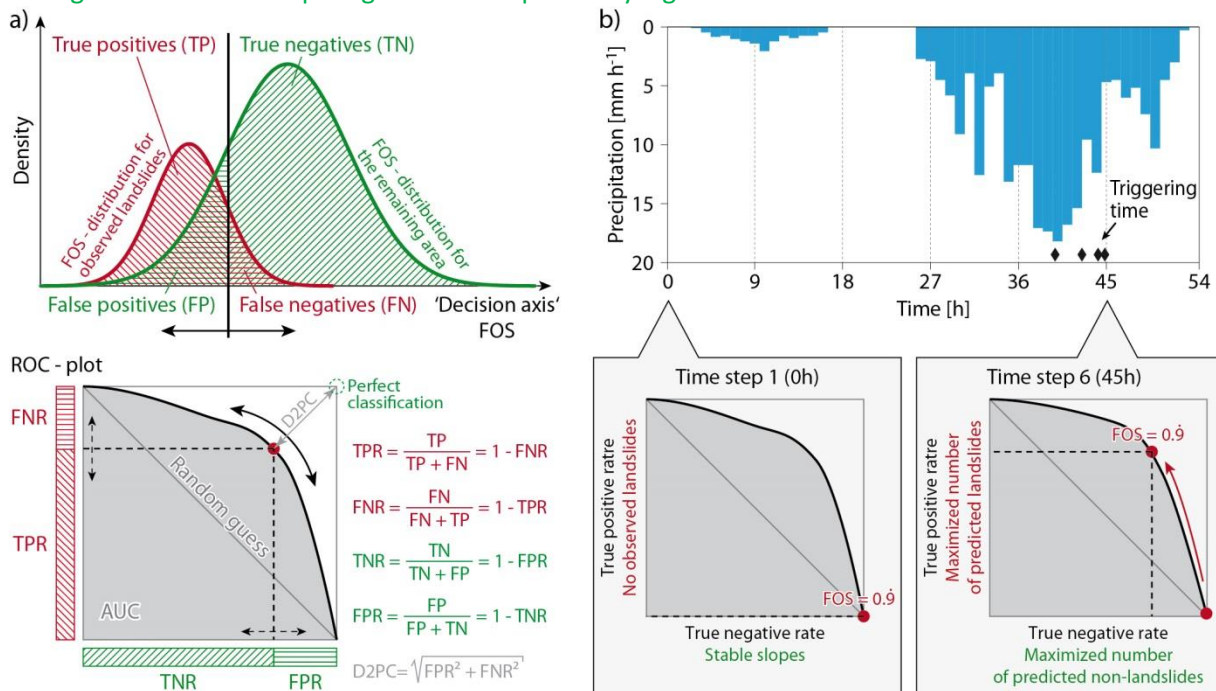 a)
True positives (TP)
True negatives (TN)
Density
FOS - distribution for
observed landslides
FOS - distribution for
the remaining area
False positives (FP)
False negatives (FN)
'Decision axis'
FOS
ROC - plot
FNR
TPR
Perfect
classification
D2PC
Random guess
AUC
TNR
FPR
TPR = TP / TP + FN = 1 - FNR
FNR = FN / FN + TP = 1 - TPR
TNR = TN / TN + FP = 1 - FPR
FPR = FP / FP + TN = 1 - TNR
D2PC= √FPR² + FNR²
b)
Precipitation [mm h⁻¹]
0
5
10
15
20
Triggering
time
0 9 18 27 36 45 54
Time [h]
Time step 1 (0h)
True positive ratre
No observed landslides
FOS = 0.9̇
True negative rate
Stable slopes
Time step 6 (45h)
True positive ratre
Maximized number
of predicted landslides
FOS = 0.9̇
True negative rate
Maximized number
of predicted non-landslides